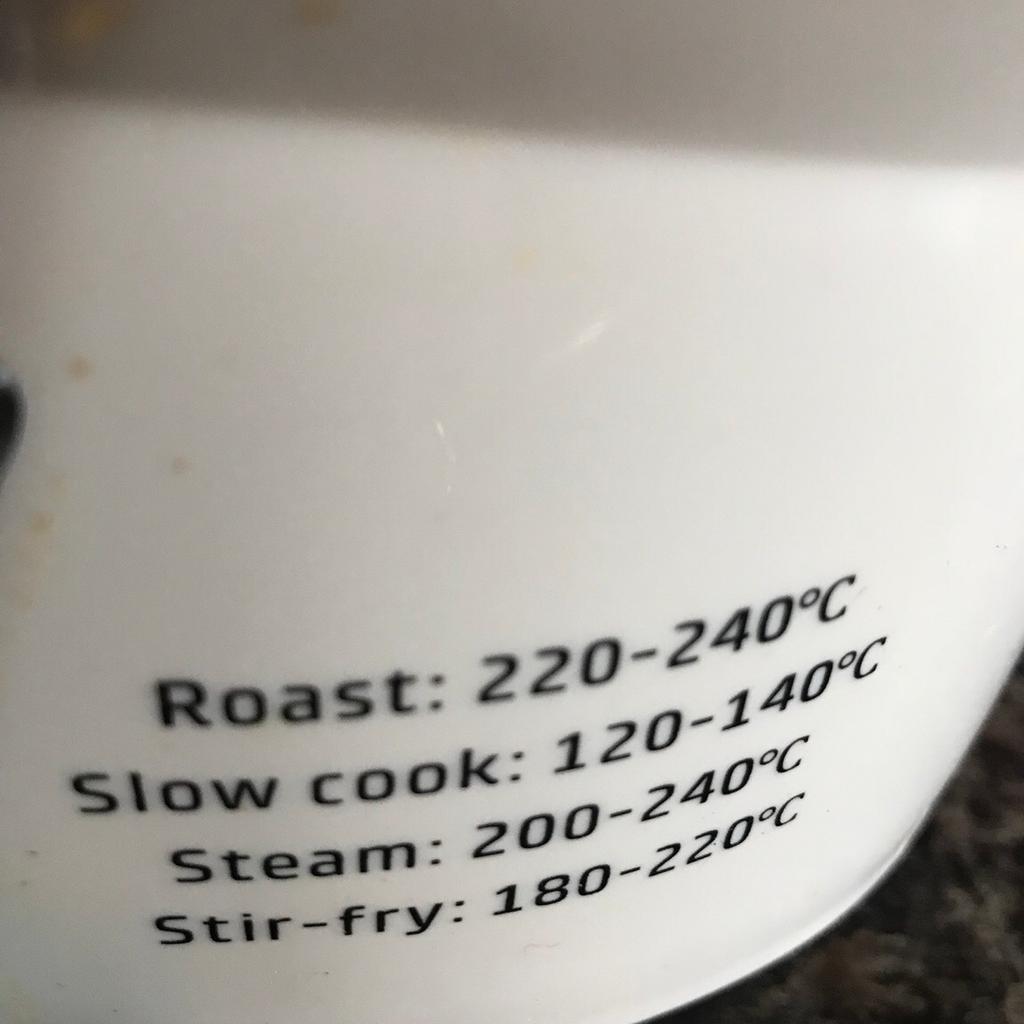 Roast: 220-240°C
Slow cook: 120-140°C
Steam: 200-240°C
Stir-fry: 180-220°C